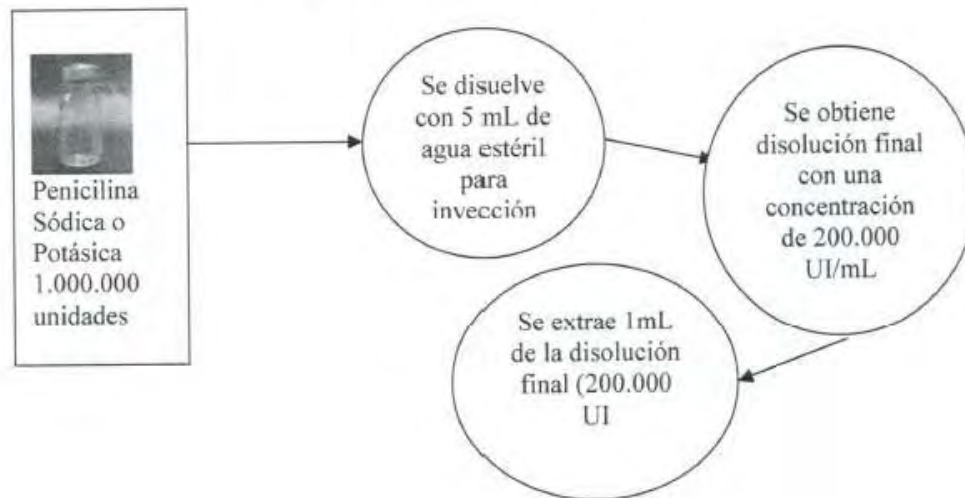 Penicilina
Sódica o
Potásica
1.000.000
unidades
Se disuelve
con 5 mL de
agua estéril
para
invección
Se obtiene
disolución final
con una
concentración
de 200.000
UI/mL
Se extrae 1mL
de la disolución
final (200.000
UI